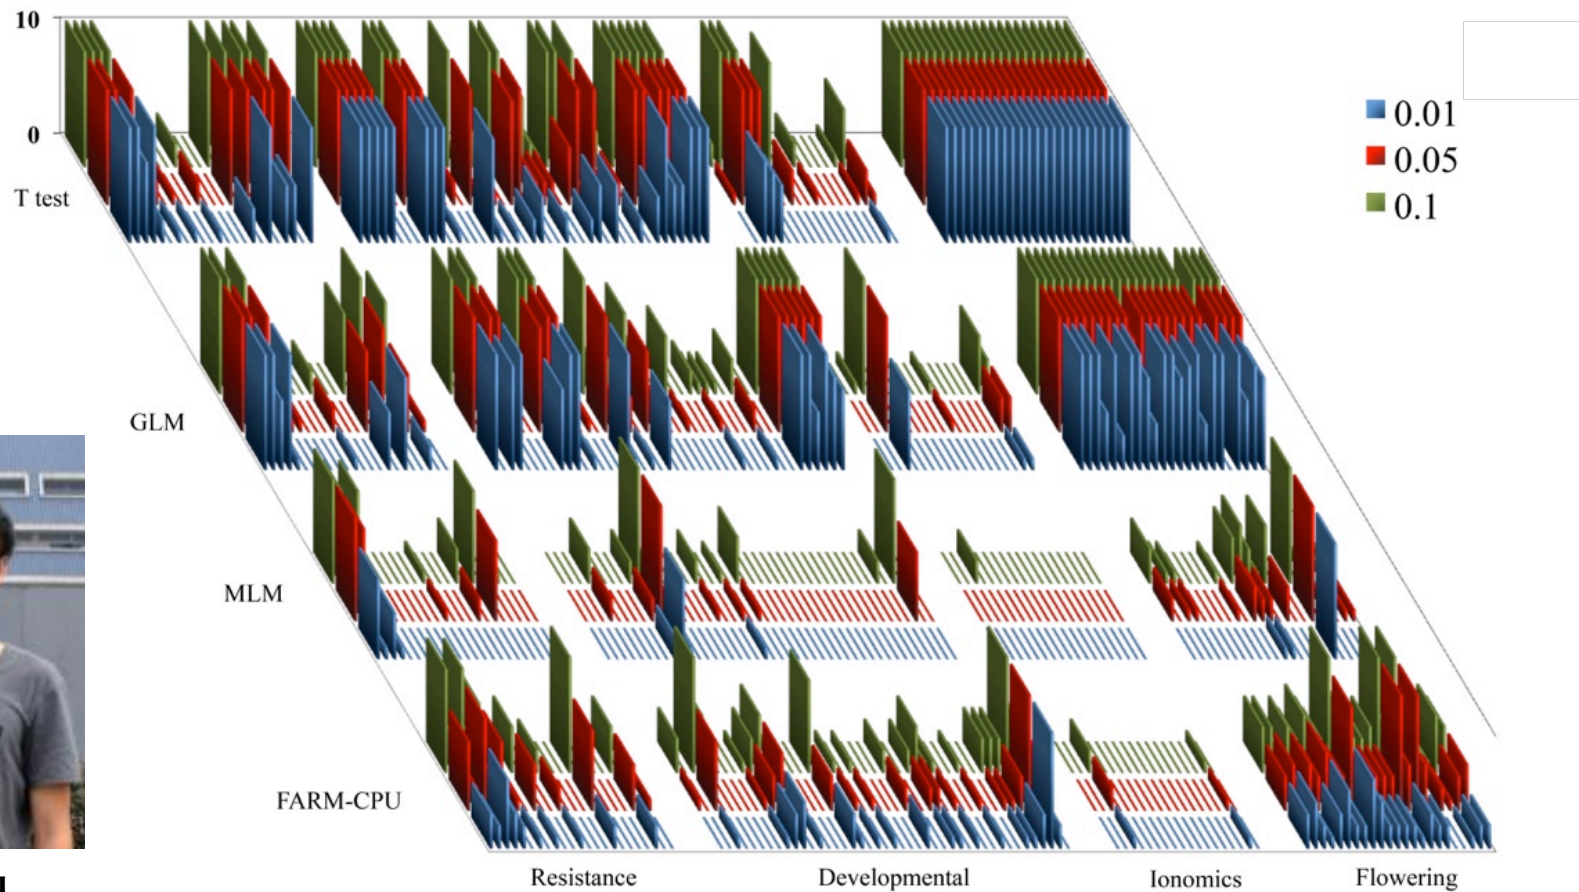 10
0
T test
GLM
MLM
FARM-CPU
0.01
0.05
0.1
Resistance
Developmental
Ionomics
Flowering